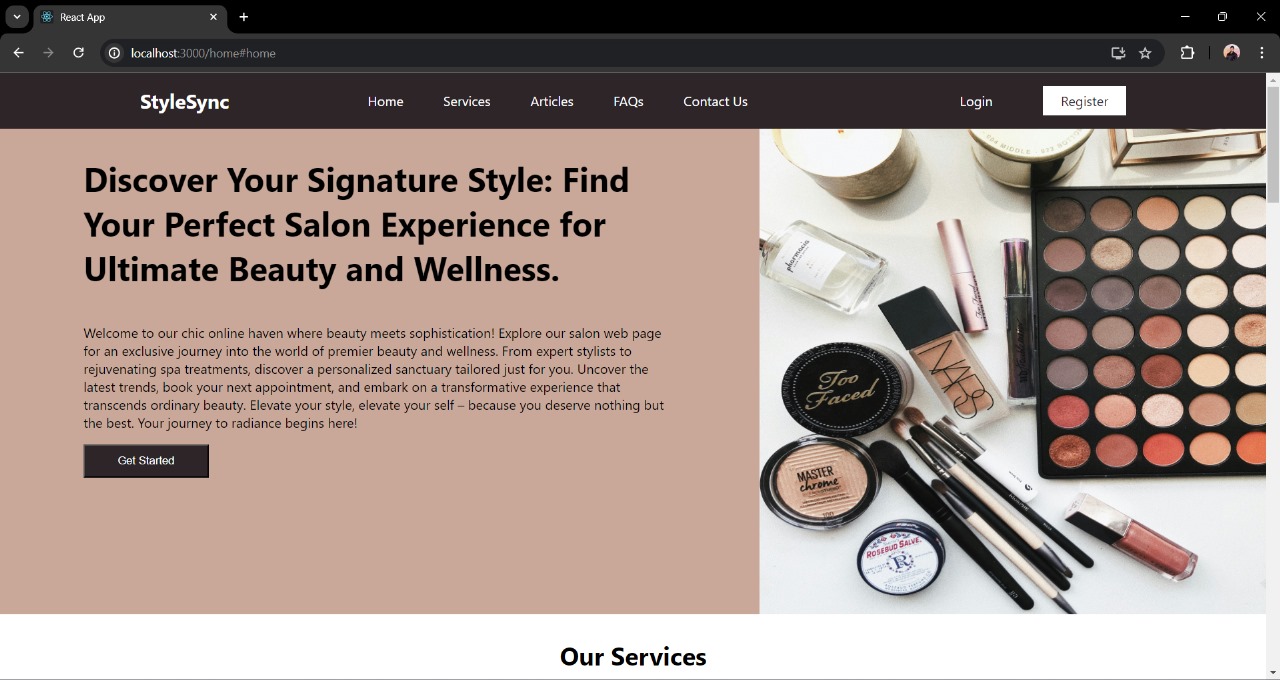 React App
localhost:3000/home#home
StyleSync
Home
Services
Articles
FAQs
Contact Us
Login
Register
Discover Your Signature Style: Find
Your Perfect Salon Experience for
Ultimate Beauty and Wellness.
Welcome to our chic online haven where beauty meets sophistication! Explore our salon web page
for an exclusive journey into the world of premier beauty and wellness. From expert stylists to
rejuvenating spa treatments, discover a personalized sanctuary tailored just for you. Uncover the
latest trends, book your next appointment, and embark on a transformative experience that
transcends ordinary beauty. Elevate your style, elevate your self – because you deserve nothing but
the best. Your journey to radiance begins here!
Get Started
pharmacie
Too Faced
NARS
Too
Faced
MASTER
chrome
ROSEBUD SALVE.
R
Our Services